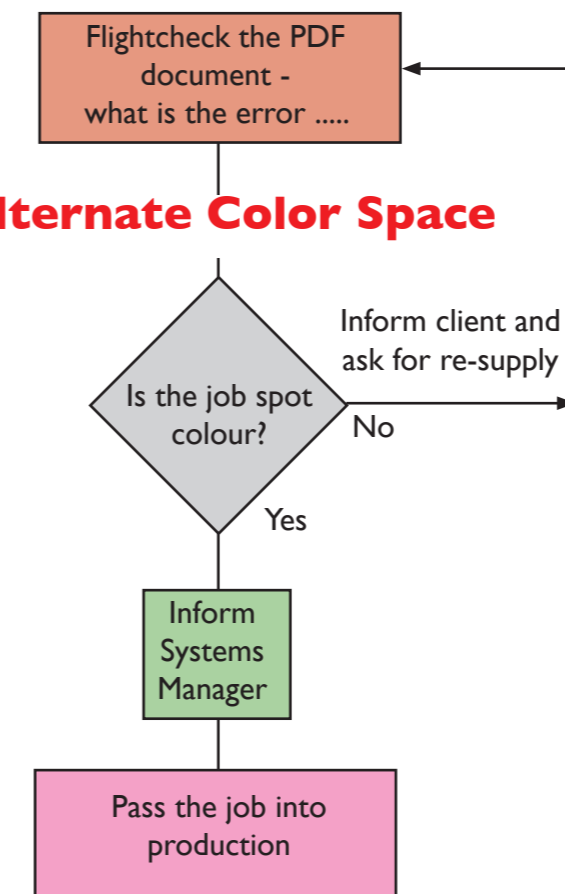 Flightcheck the PDF
document -
what is the error .....
lternate Color Space
Inform client and
ask for re-supply
Is the job spot
colour?
No
Yes
Inform
Systems
Manager
Pass the job into
production